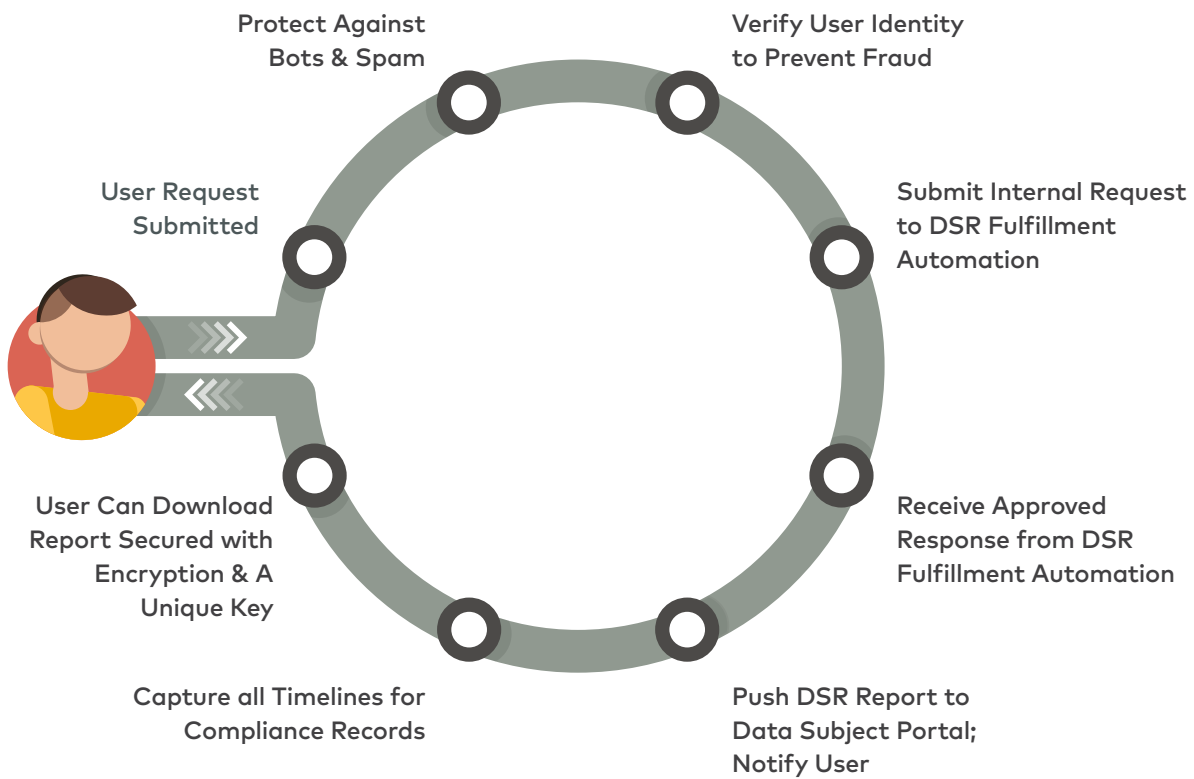 Protect Against
Bots & Spam
Verify User Identity
to Prevent Fraud
User Request
Submitted
Submit Internal Request
to DSR Fulfillment
Automation
User Can Download
Report Secured with
Encryption & A
Unique Key
Receive Approved
Response from DSR
Fulfillment Automation
Capture all Timelines for
Compliance Records
Push DSR Report to
Data Subject Portal;
Notify User